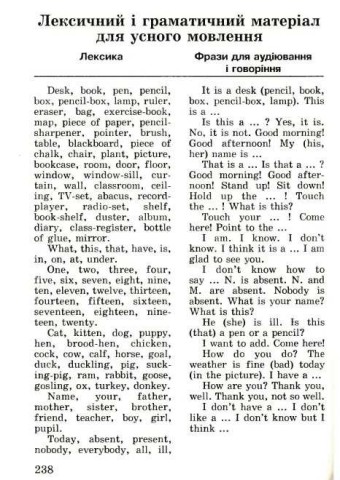 Лексичний і граматичний матеріал
для усного мовлення
Лексика
Desk, book, pen, pencil,
box, pencil-box, lamp, ruler,
eraser, bag, exercise-book,
map, piece of paper, pencil-
sharpener, pointer, brush,
table, blackboard, piece of
chalk, chair, plant, picture,
bookcase, room, door, floor,
window, window-sill, cur-
tain, wall, classroom, ceil-
ing, TV-set, abacus, record-
player, radio-set, shelf,
book-shelf, duster, album,
diary, class-register, bottle
of glue, mirror.
What, this, that, have, is,
in, on, at, under.
One, two, three, four,
five, six, seven, eight, nine,
ten, eleven, twelve, thirteen,
fourteen, fifteen, sixteen,
seventeen, eighteen, nine-
teen, twenty.
Cat, kitten, dog, puppy,
hen, brood-hen, chicken,
cock, cow, calf, horse, goal,
duck, duckling, pig, suck-
ing-pig, ram, rabbit, goose,
gosling, ox, turkey, donkey.
Name, your, father,
mother, sister, brother,
friend, teacher, boy, girl,
pupil.
Today, absent, present,
nobody, everybody, all, ill,
Фрази для аудіювання
і говоріння
It is a desk (pencil, book,
box, pencil-box, lamp). This
is a ...
Is this a ... ? Yes, it is.
No, it is not. Good morning!
Good afternoon! My (his,
her) name is ...
That is a ... Is that a ... ?
Good morning! Good after-
noon! Stand up! Sit down!
Hold up the ... ! Touch
the ... ! What is this?
Touch your ... ! Come
here! Point to the ...
I am. I know. I don't
know. I think it is a ... I am
glad to see you.
I don't know how to
say ... N. is absent. N. and
M. are absent. Nobody is
absent. What is your name?
What is this?
He (she) is ill. Is this
(that) a pen or a pencil?
I want to add. Come here!
How do you do? The
weather is fine (bad) today
(in the picture). I have a ...
How are you? Thank you,
well. Thank you, not so well.
I don't have a ... I don't
like a ... I don't know but I
think ...
238